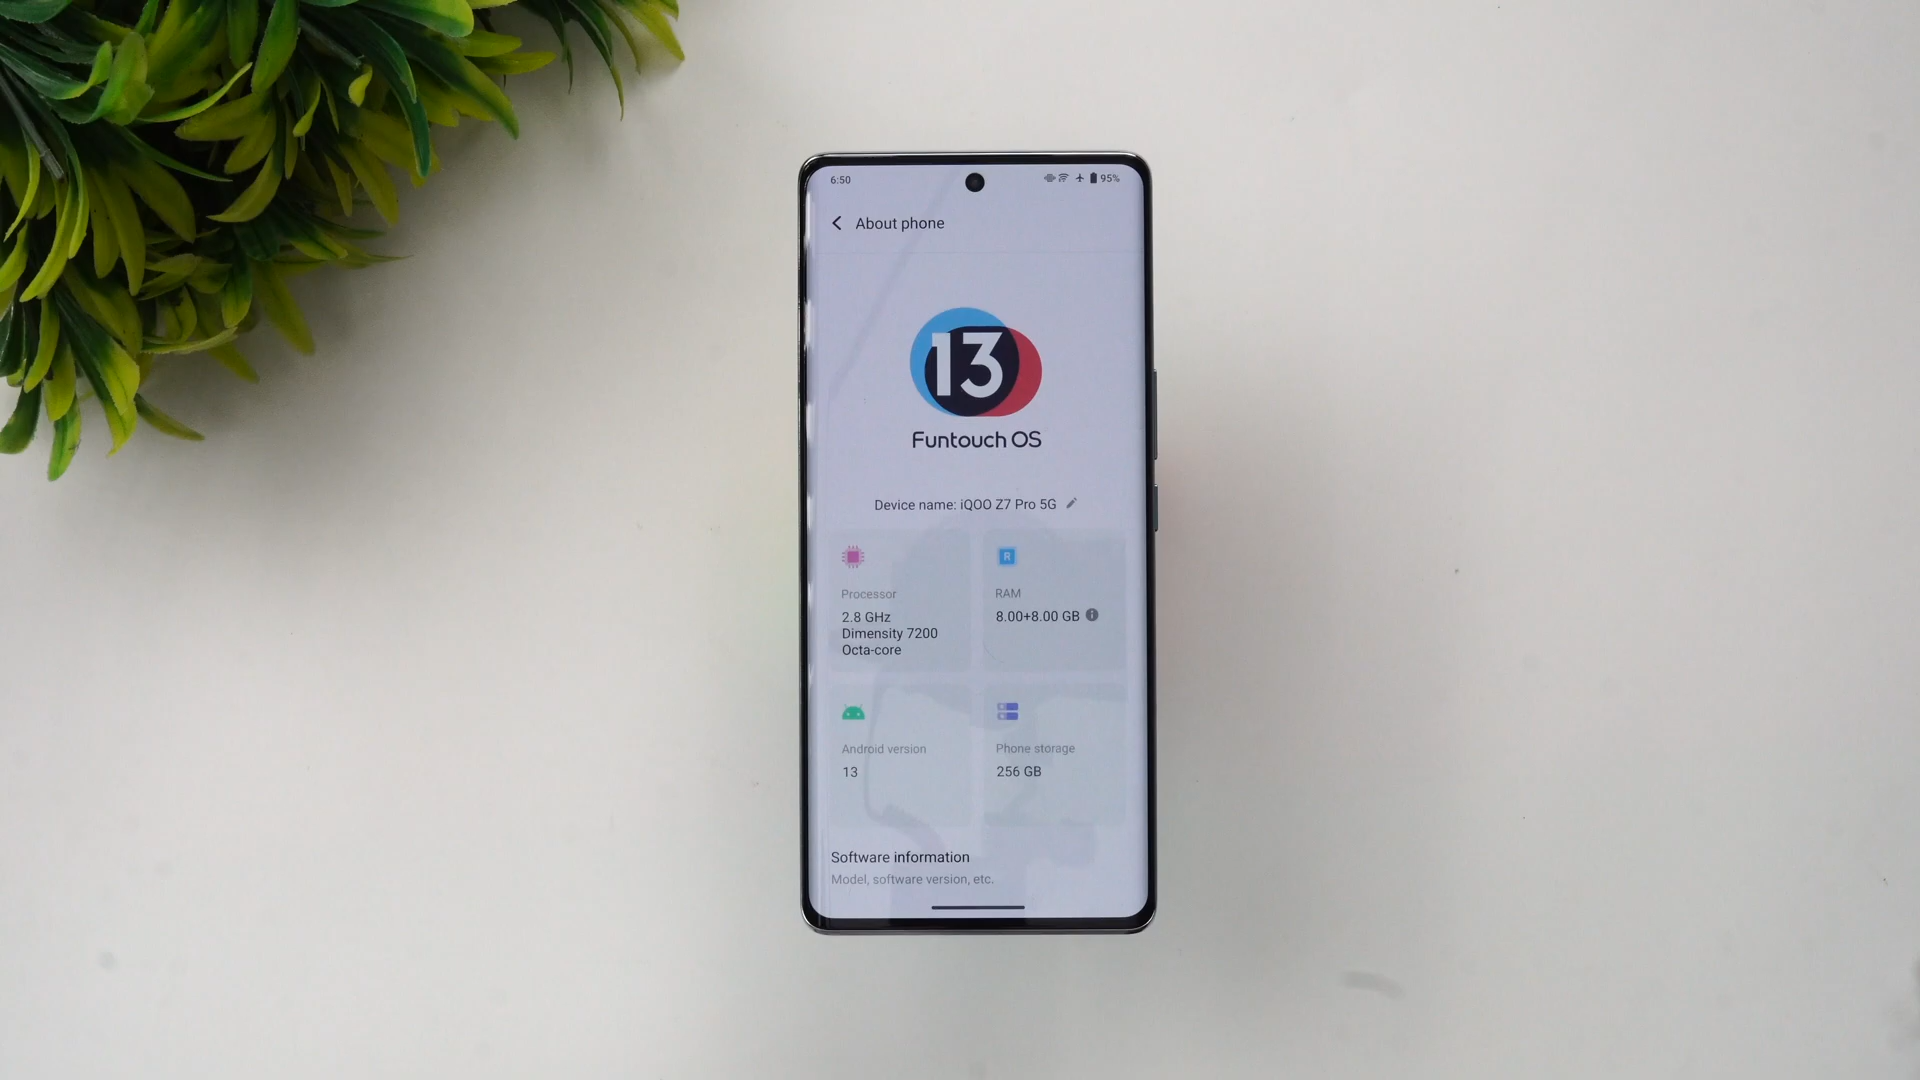 6:50
95%
About phone
13
Funtouch OS
Device name: iQOO Z7 Pro 5G
R
Processor
2.8 GHz
Dimensity 7200
Octa-core
RAM
8.00+8.00 GB
Android version
13
Phone storage
256 GB
Software information
Model, software version, etc.